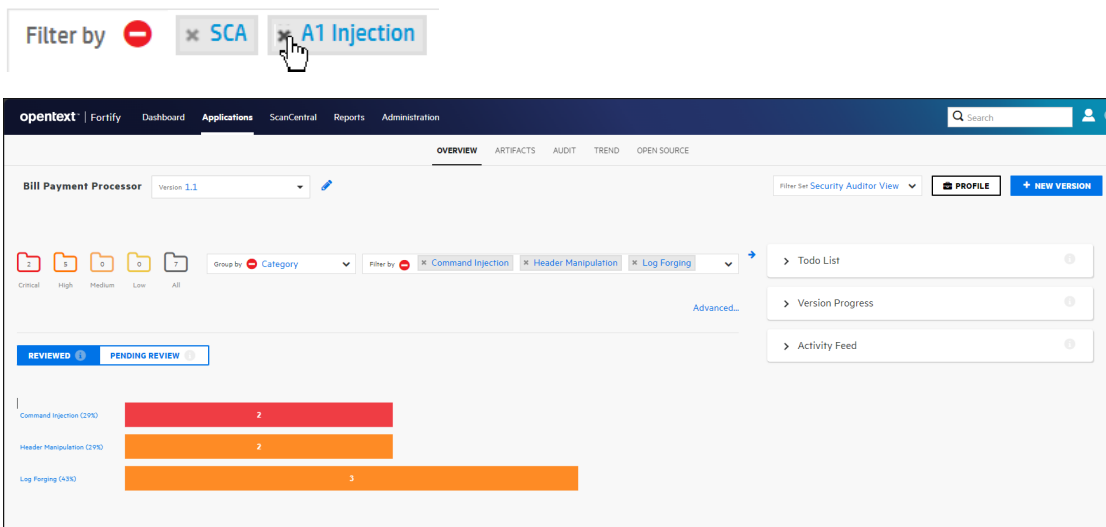 Filter by SCA A1 Injection
opentext™ | Fortify Dashboard Applications ScanCentral Reports Administration Search
OVERVIEW ARTIFACTS AUDIT TREND OPEN SOURCE
Bill Payment Processor Version 1.1 Filter Set Security Auditor View PROFILE + NEW VERSION
2 5 0 0 7 Group by Category Filter by × Command Injection × Header Manipulation × Log Forging
Critical High Medium Low All
Advanced...
Todo List
Version Progress
Activity Feed
REVIEWED PENDING REVIEW
Command Injection (29%) 2
Header Manipulation (29%) 2
Log Forging (43%) 3